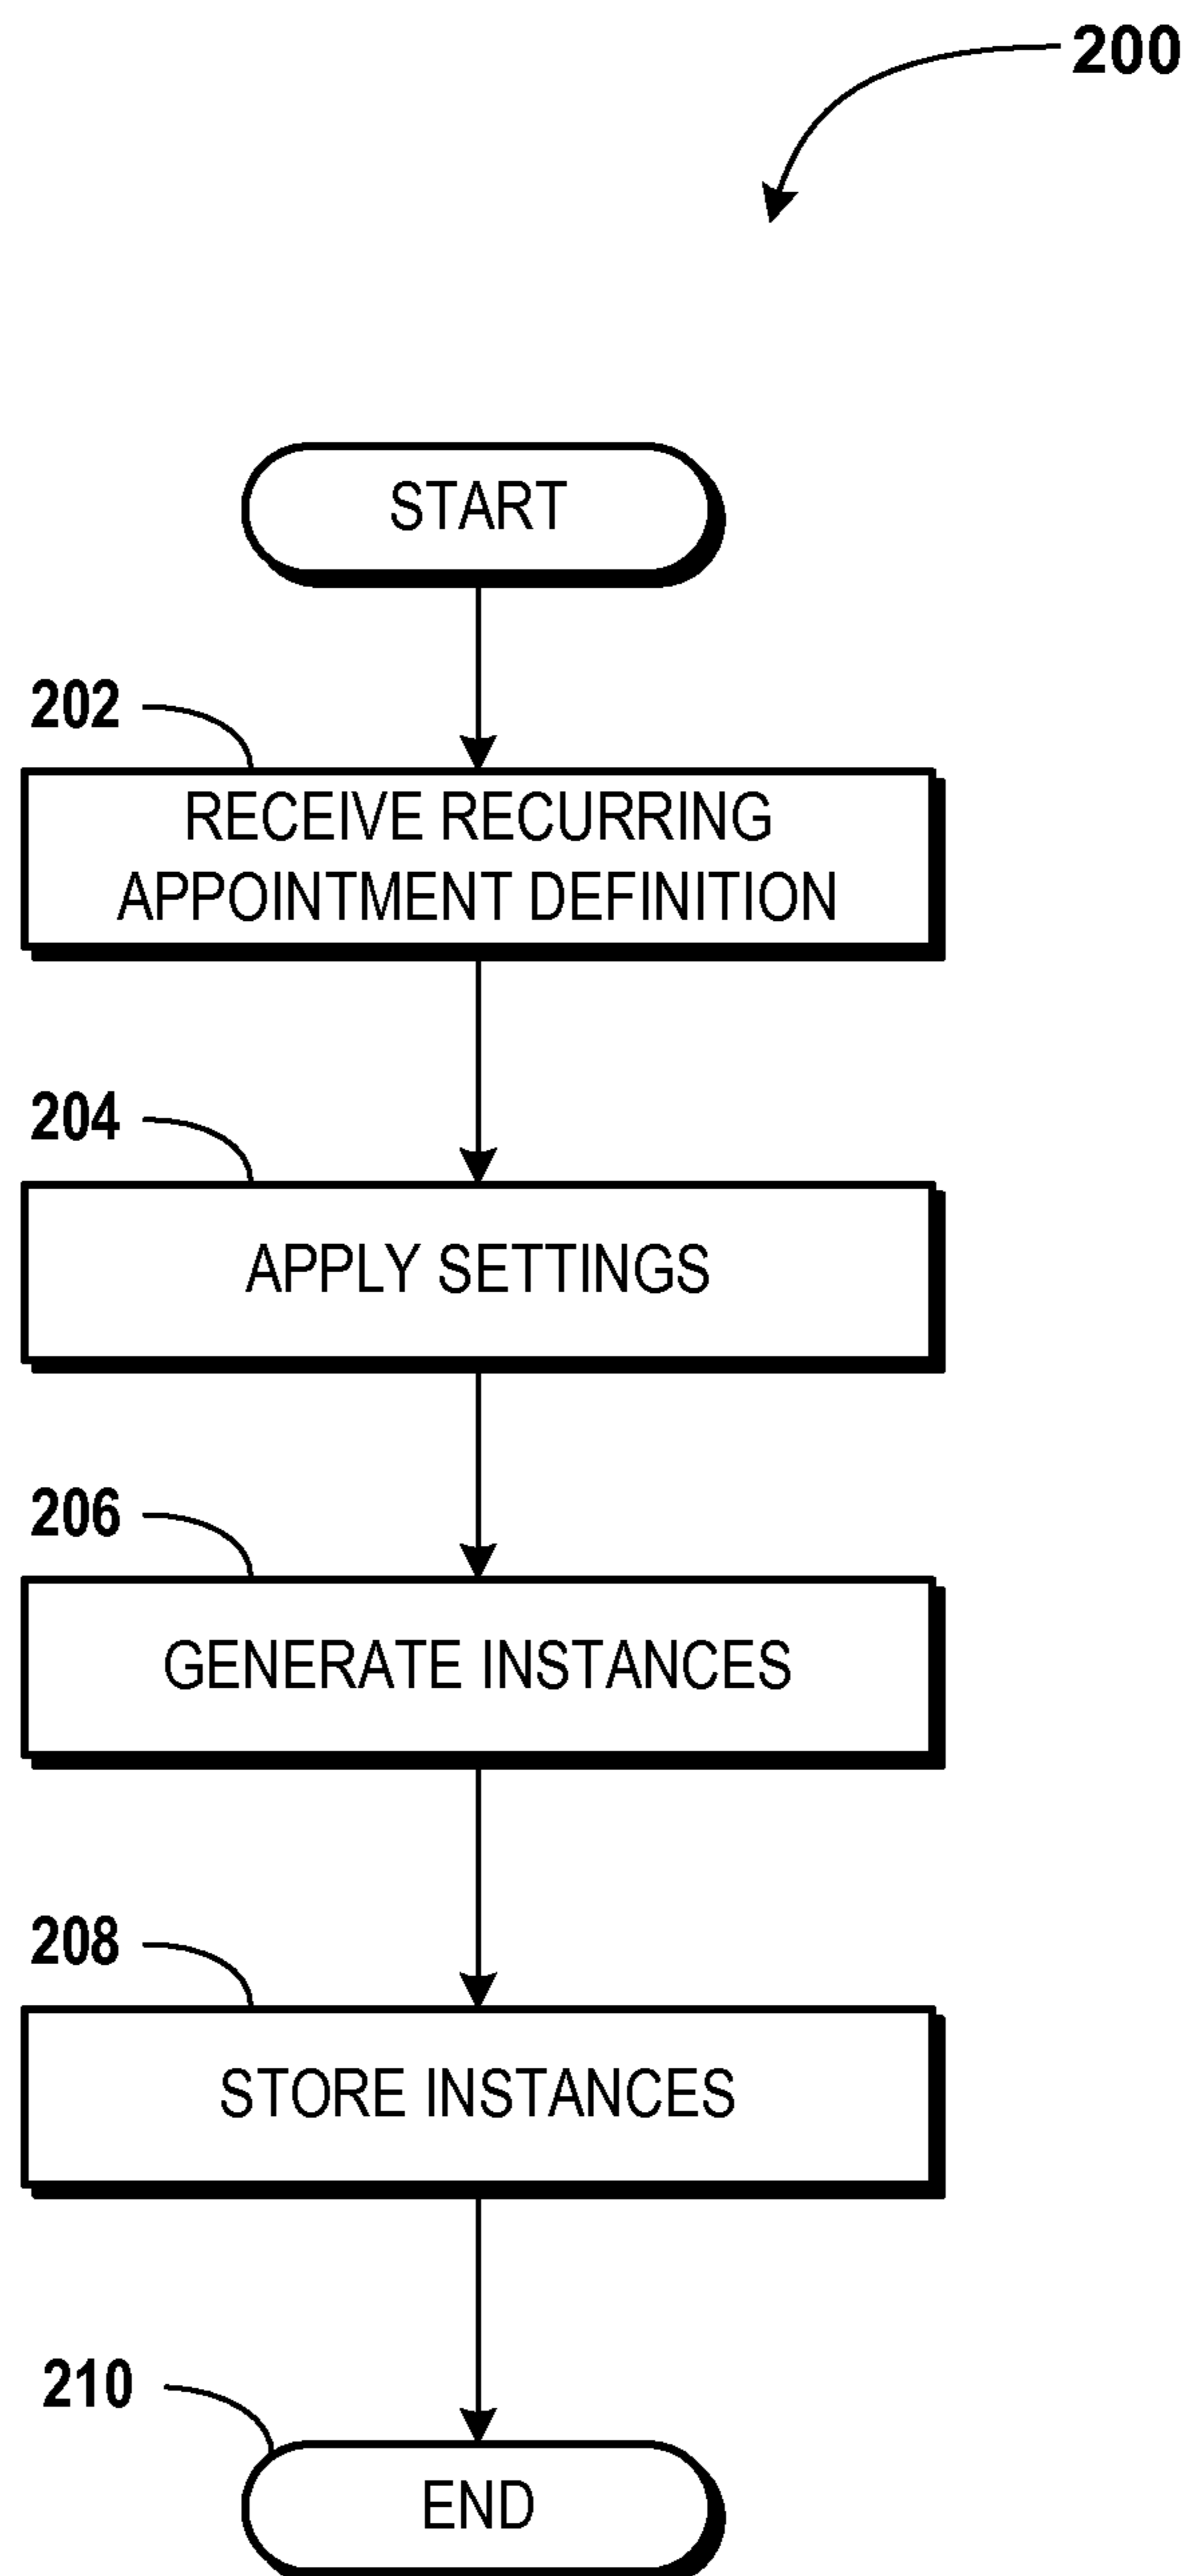 200
START
202
RECEIVE RECURRING
APPOINTMENT DEFINITION
204
APPLY SETTINGS
206
GENERATE INSTANCES
208
STORE INSTANCES
210
END